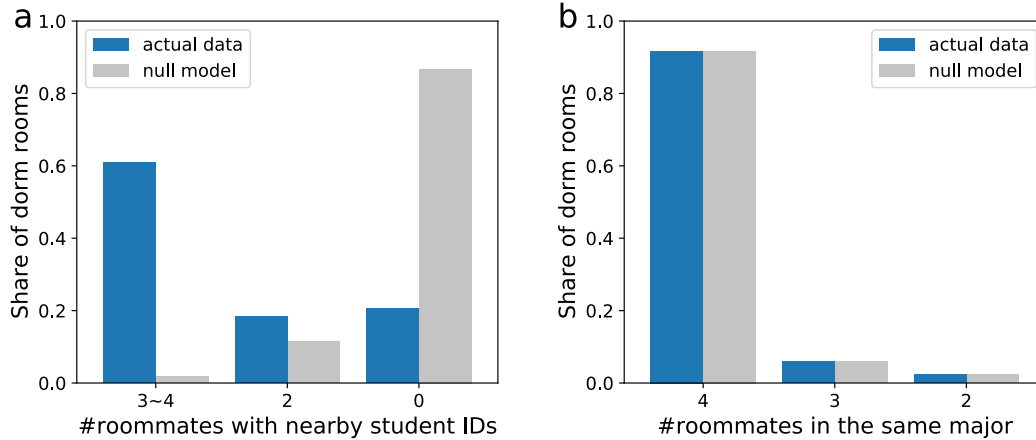 a
1.0
0.8
0.6
0.4
0.2
0.0
Share of dorm rooms
actual data
null model
3~4 2 0
#roommates with nearby student IDs
b
1.0
0.8
0.6
0.4
0.2
0.0
Share of dorm rooms
actual data
null model
4 3 2
#roommates in the same major